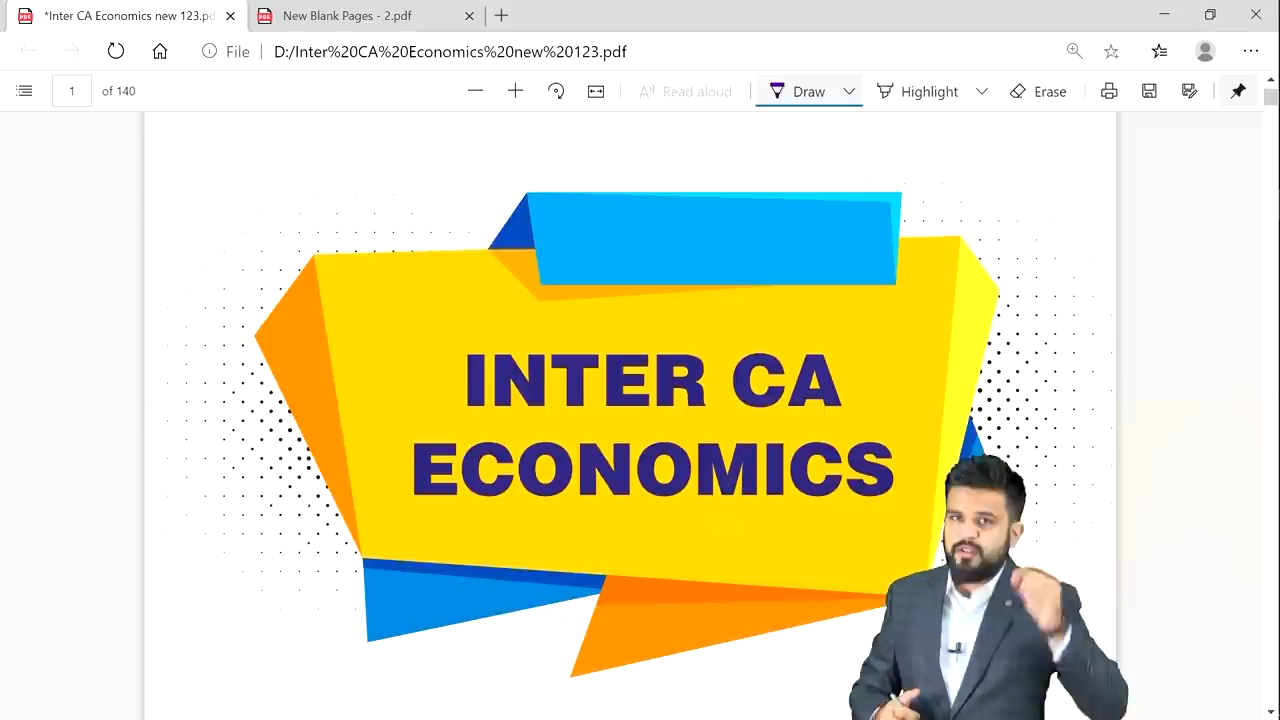 *Inter CA Economics new 123.pd
New Blank Pages - 2.pdf
File
D:/Inter%20CA%20Economics%20new%20123.pdf
1 of 140
Read aloud
Draw
Highlight
Erase
INTER CA
ECONOMICS